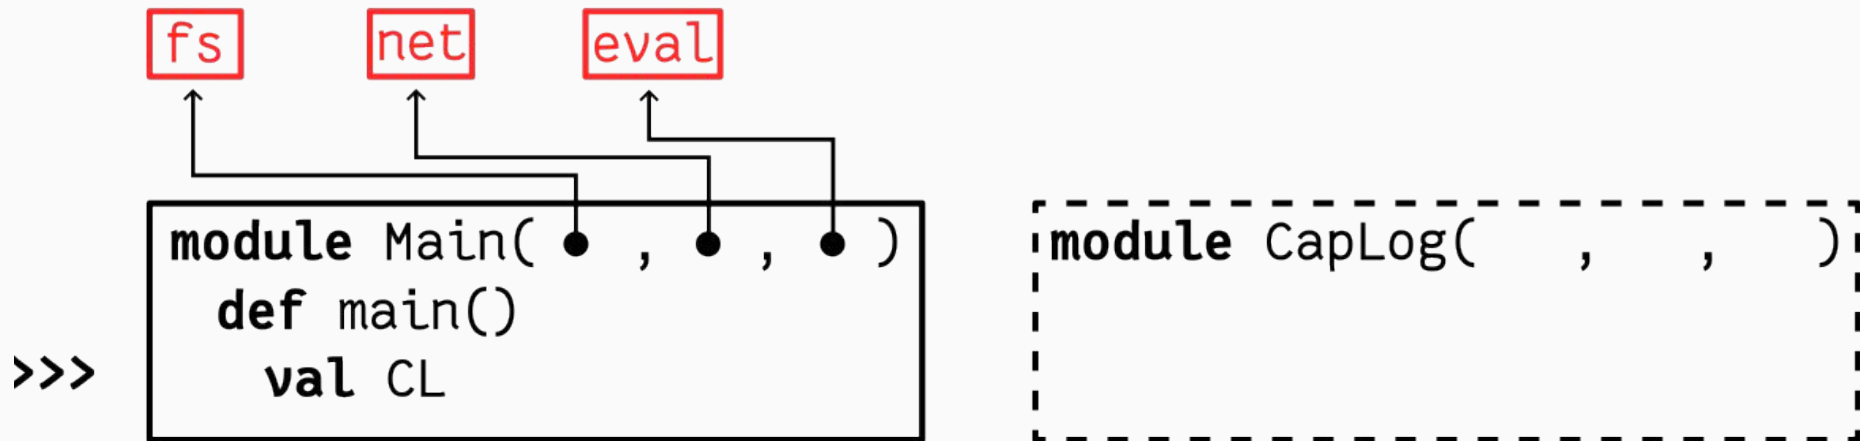 fs net eval
module Main( , , ) module CapLog( , , )
def main()
>>> val CL